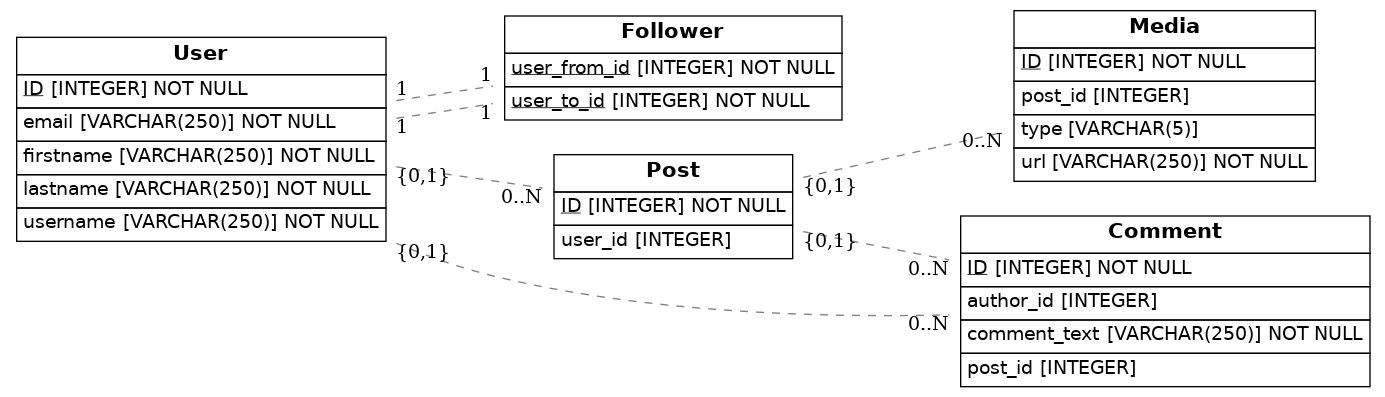 User
ID [INTEGER] NOT NULL
email [VARCHAR(250)] NOT NULL
firstname [VARCHAR(250)] NOT NULL
lastname [VARCHAR(250)] NOT NULL
username [VARCHAR(250)] NOT NULL
1
1
{0,1}
{0,1}
1
1
0..N
Follower
user_from_id [INTEGER] NOT NULL
user_to_id [INTEGER] NOT NULL
Post
ID [INTEGER] NOT NULL
user_id [INTEGER]
{0,1}
{0,1}
0..N
0..N
0..N
Media
ID [INTEGER] NOT NULL
post_id [INTEGER]
type [VARCHAR(5)]
url [VARCHAR(250)] NOT NULL
Comment
ID [INTEGER] NOT NULL
author_id [INTEGER]
comment_text [VARCHAR(250)] NOT NULL
post_id [INTEGER]